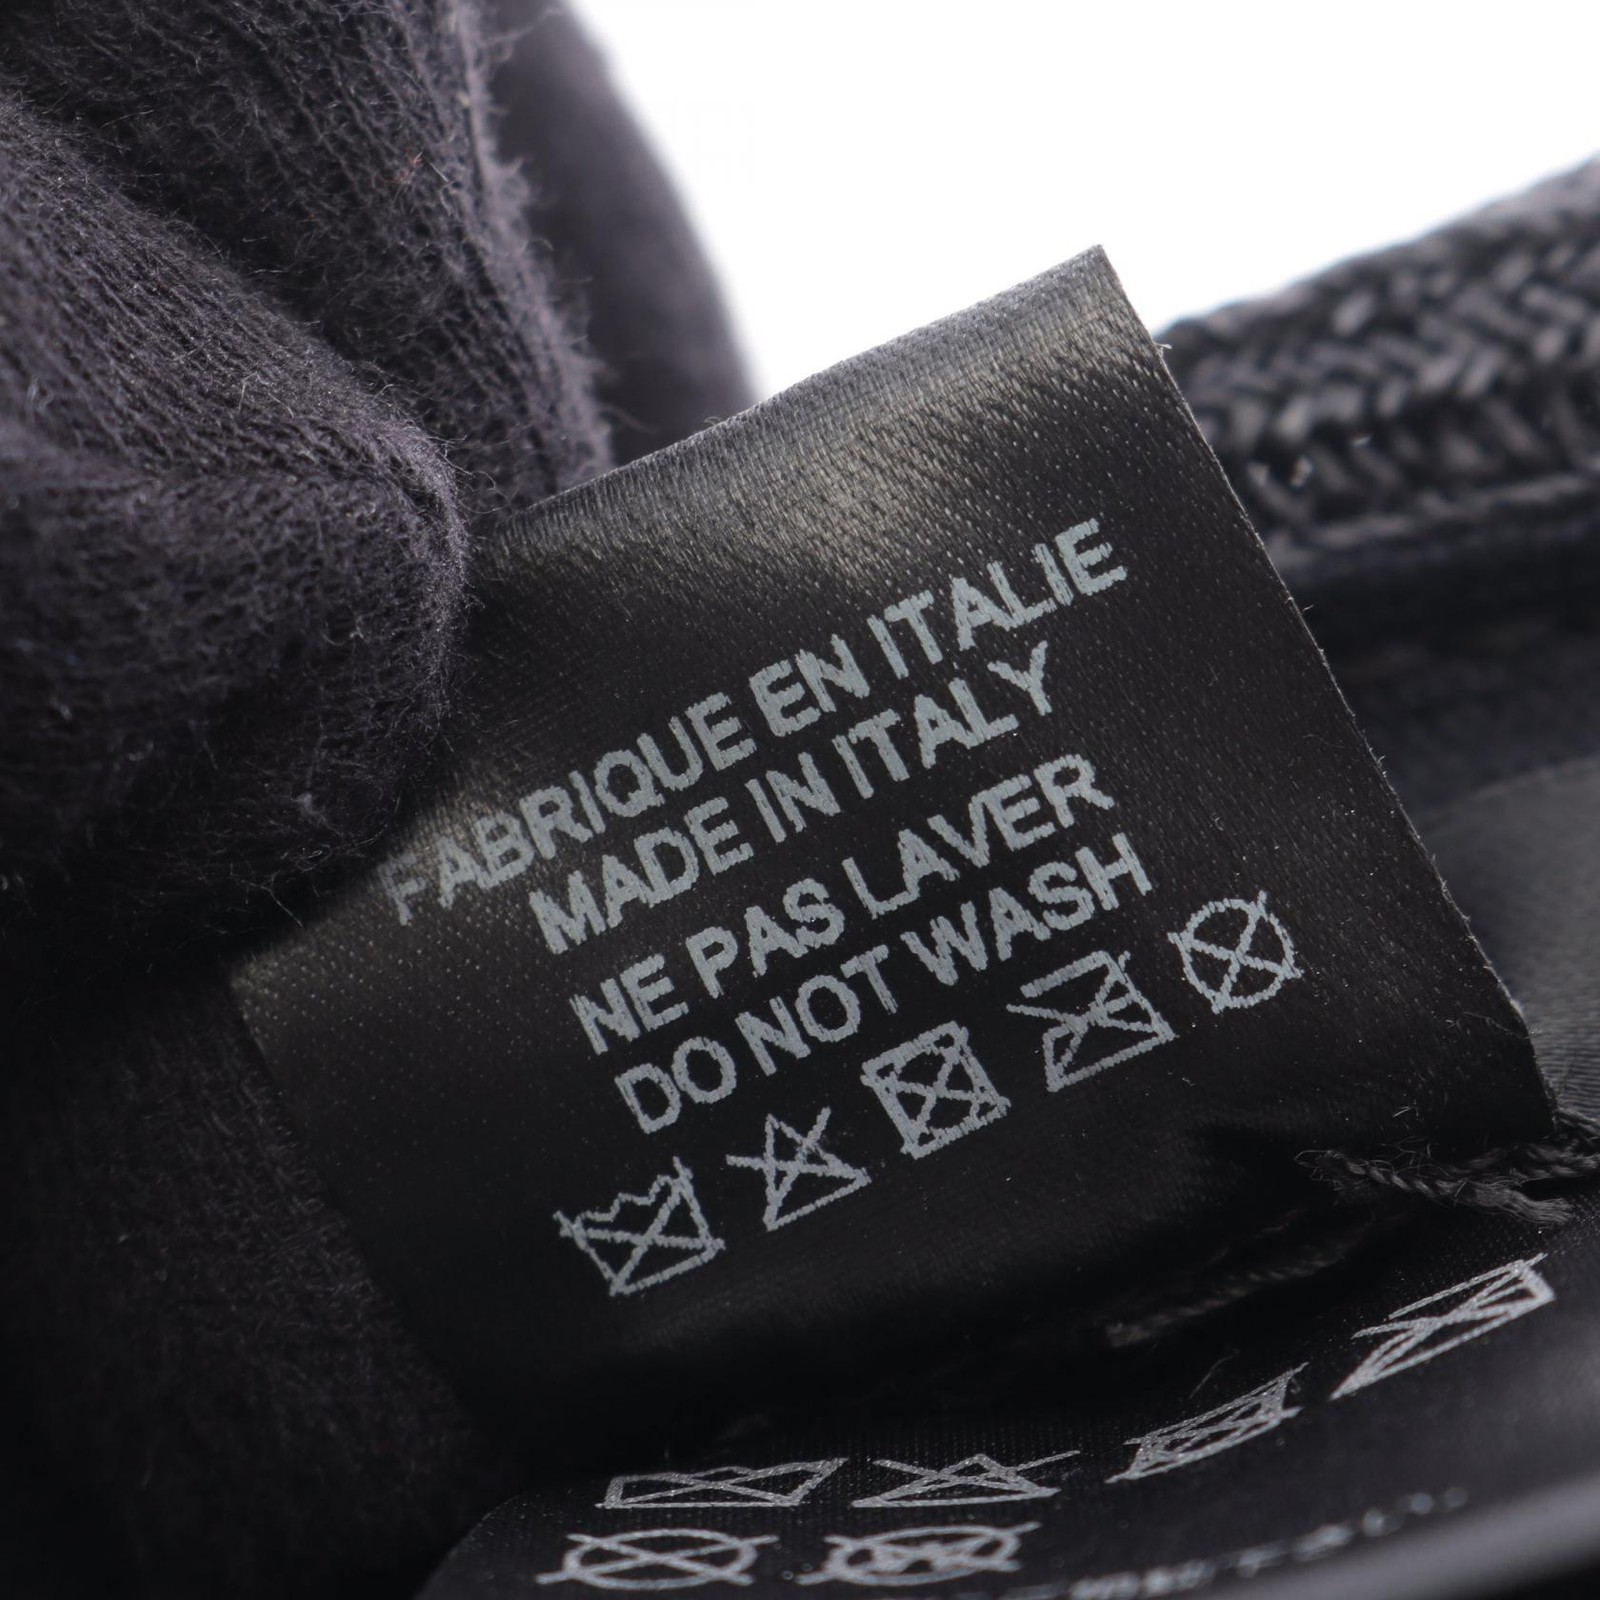 FABRIQUE EN ITALIE
MADE IN ITALY
NE PAS LAVER
DO NOT WASH